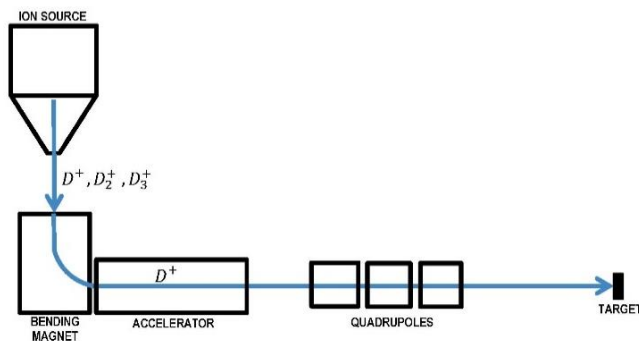 ION SOURCE
D⁺, D₂⁺, D₃⁺
D⁺
BENDING
MAGNET
ACCELERATOR
QUADRUPOLES
TARGET